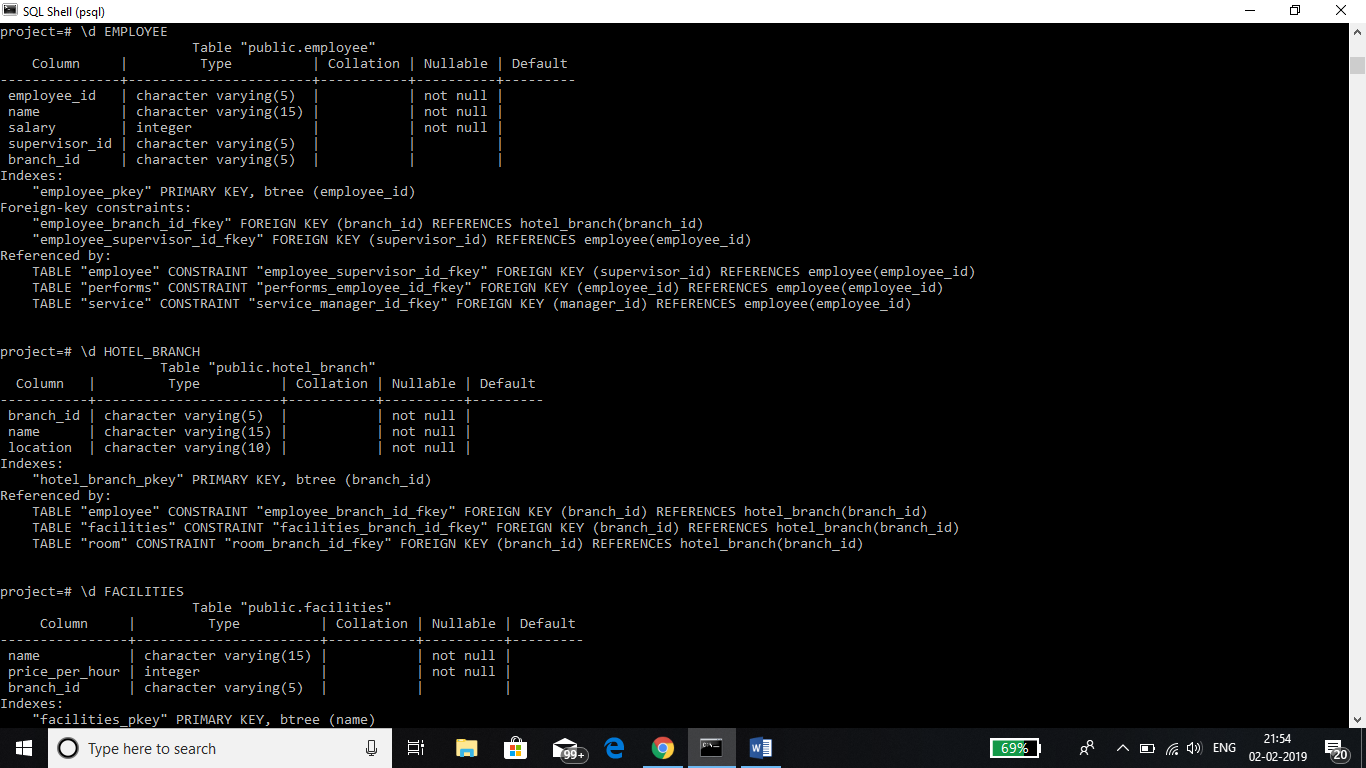 SQL Shell (psql)
project=# \d EMPLOYEE
                        Table "public.employee"
    Column     |         Type          | Collation | Nullable | Default
---------------+-----------------------+-----------+----------+---------
 employee_id   | character varying(5)  |           | not null |
 name          | character varying(15) |           | not null |
 salary        | integer               |           | not null |
 supervisor_id | character varying(5)  |           |          |
 branch_id     | character varying(5)  |           |          |
Indexes:
    "employee_pkey" PRIMARY KEY, btree (employee_id)
Foreign-key constraints:
    "employee_branch_id_fkey" FOREIGN KEY (branch_id) REFERENCES hotel_branch(branch_id)
    "employee_supervisor_id_fkey" FOREIGN KEY (supervisor_id) REFERENCES employee(employee_id)
Referenced by:
    TABLE "employee" CONSTRAINT "employee_supervisor_id_fkey" FOREIGN KEY (supervisor_id) REFERENCES employee(employee_id)
    TABLE "performs" CONSTRAINT "performs_employee_id_fkey" FOREIGN KEY (employee_id) REFERENCES employee(employee_id)
    TABLE "service" CONSTRAINT "service_manager_id_fkey" FOREIGN KEY (manager_id) REFERENCES employee(employee_id)
project=# \d HOTEL_BRANCH
                    Table "public.hotel_branch"
  Column   |         Type          | Collation | Nullable | Default
-----------+-----------------------+-----------+----------+---------
 branch_id | character varying(5)  |           | not null |
 name      | character varying(15) |           | not null |
 location  | character varying(10) |           | not null |
Indexes:
    "hotel_branch_pkey" PRIMARY KEY, btree (branch_id)
Referenced by:
    TABLE "employee" CONSTRAINT "employee_branch_id_fkey" FOREIGN KEY (branch_id) REFERENCES hotel_branch(branch_id)
    TABLE "facilities" CONSTRAINT "facilities_branch_id_fkey" FOREIGN KEY (branch_id) REFERENCES hotel_branch(branch_id)
    TABLE "room" CONSTRAINT "room_branch_id_fkey" FOREIGN KEY (branch_id) REFERENCES hotel_branch(branch_id)
project=# \d FACILITIES
                        Table "public.facilities"
     Column     |         Type          | Collation | Nullable | Default
----------------+-----------------------+-----------+----------+---------
 name           | character varying(15) |           | not null |
 price_per_hour | integer               |           | not null |
 branch_id      | character varying(5)  |           |          |
Indexes:
    "facilities_pkey" PRIMARY KEY, btree (name)
Type here to search
99+
69%
ENG
21:54
02-02-2019
20